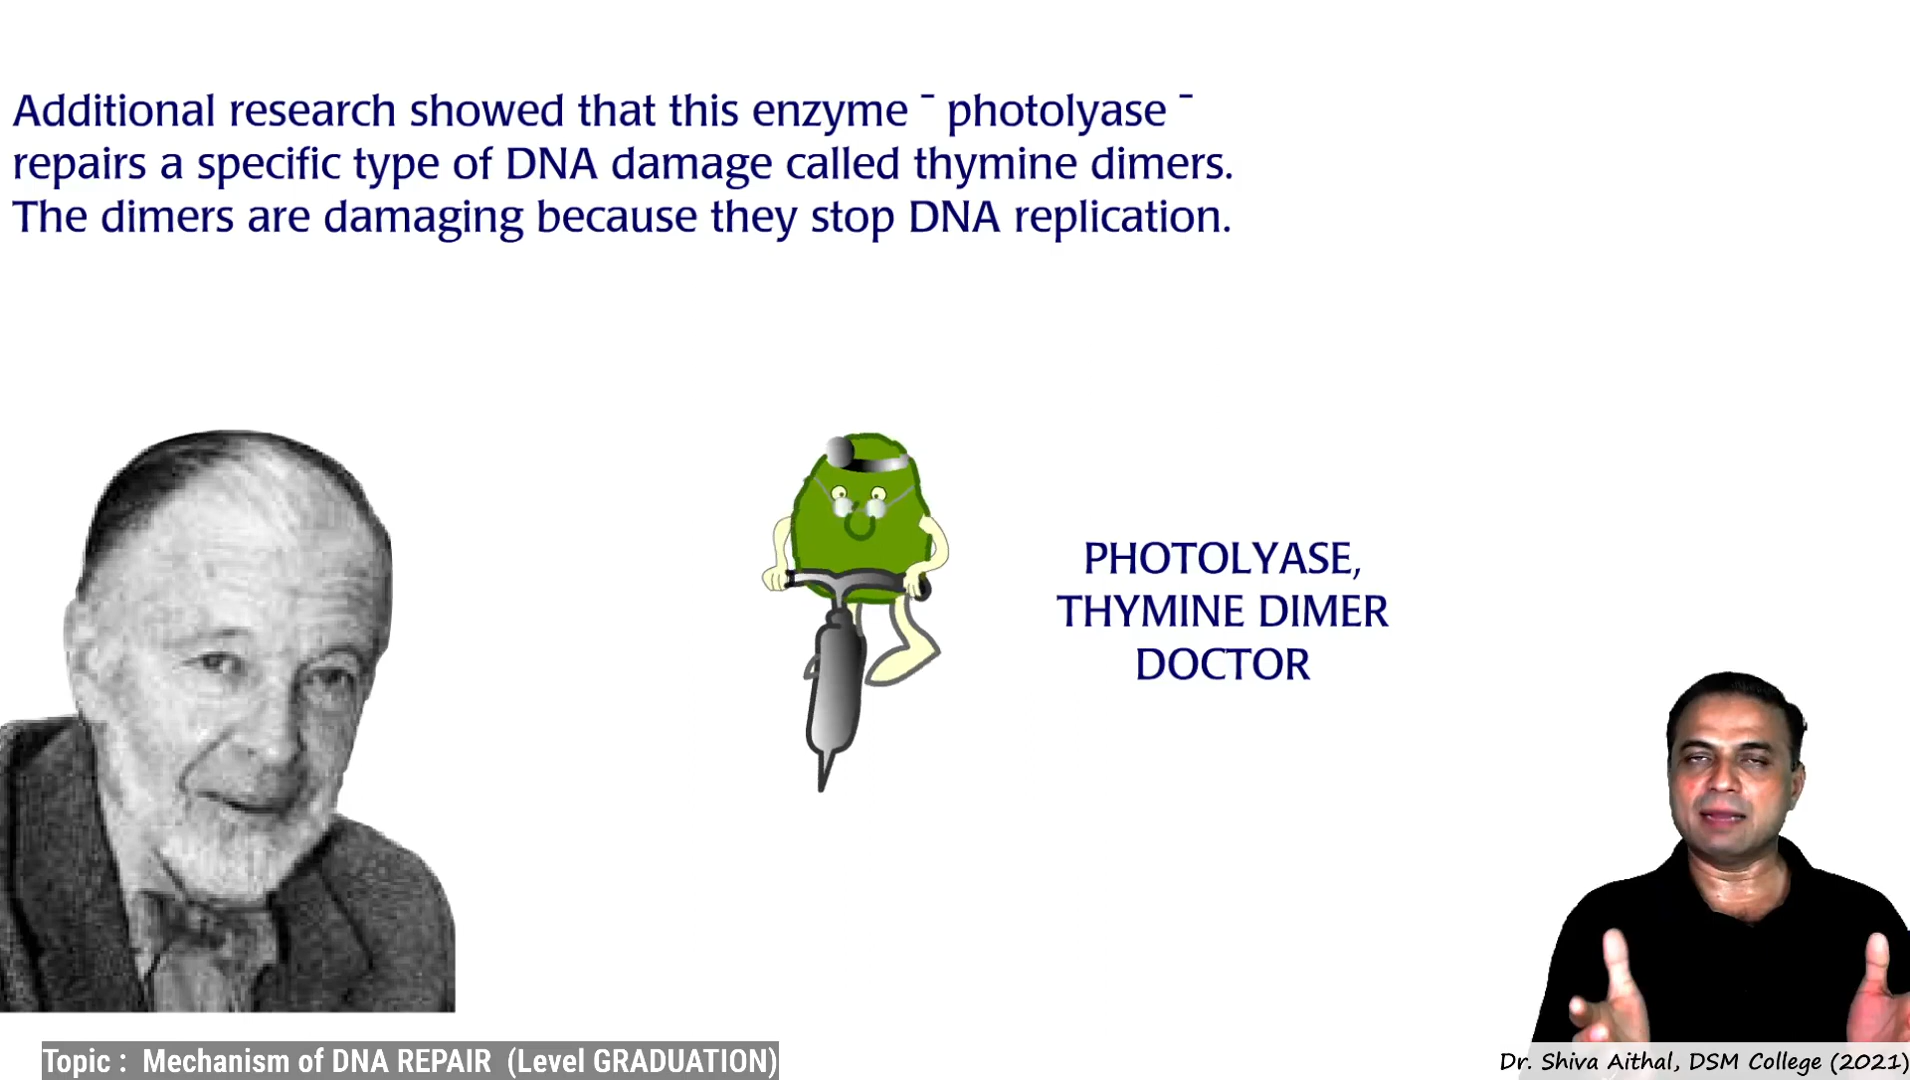 Additional research showed that this enzyme ¯ photolyase ¯
repairs a specific type of DNA damage called thymine dimers.
The dimers are damaging because they stop DNA replication.
PHOTOLYASE,
THYMINE DIMER
DOCTOR
Topic : Mechanism of DNA REPAIR (Level GRADUATION)
Dr. Shiva Aithal, DSM College (2021)